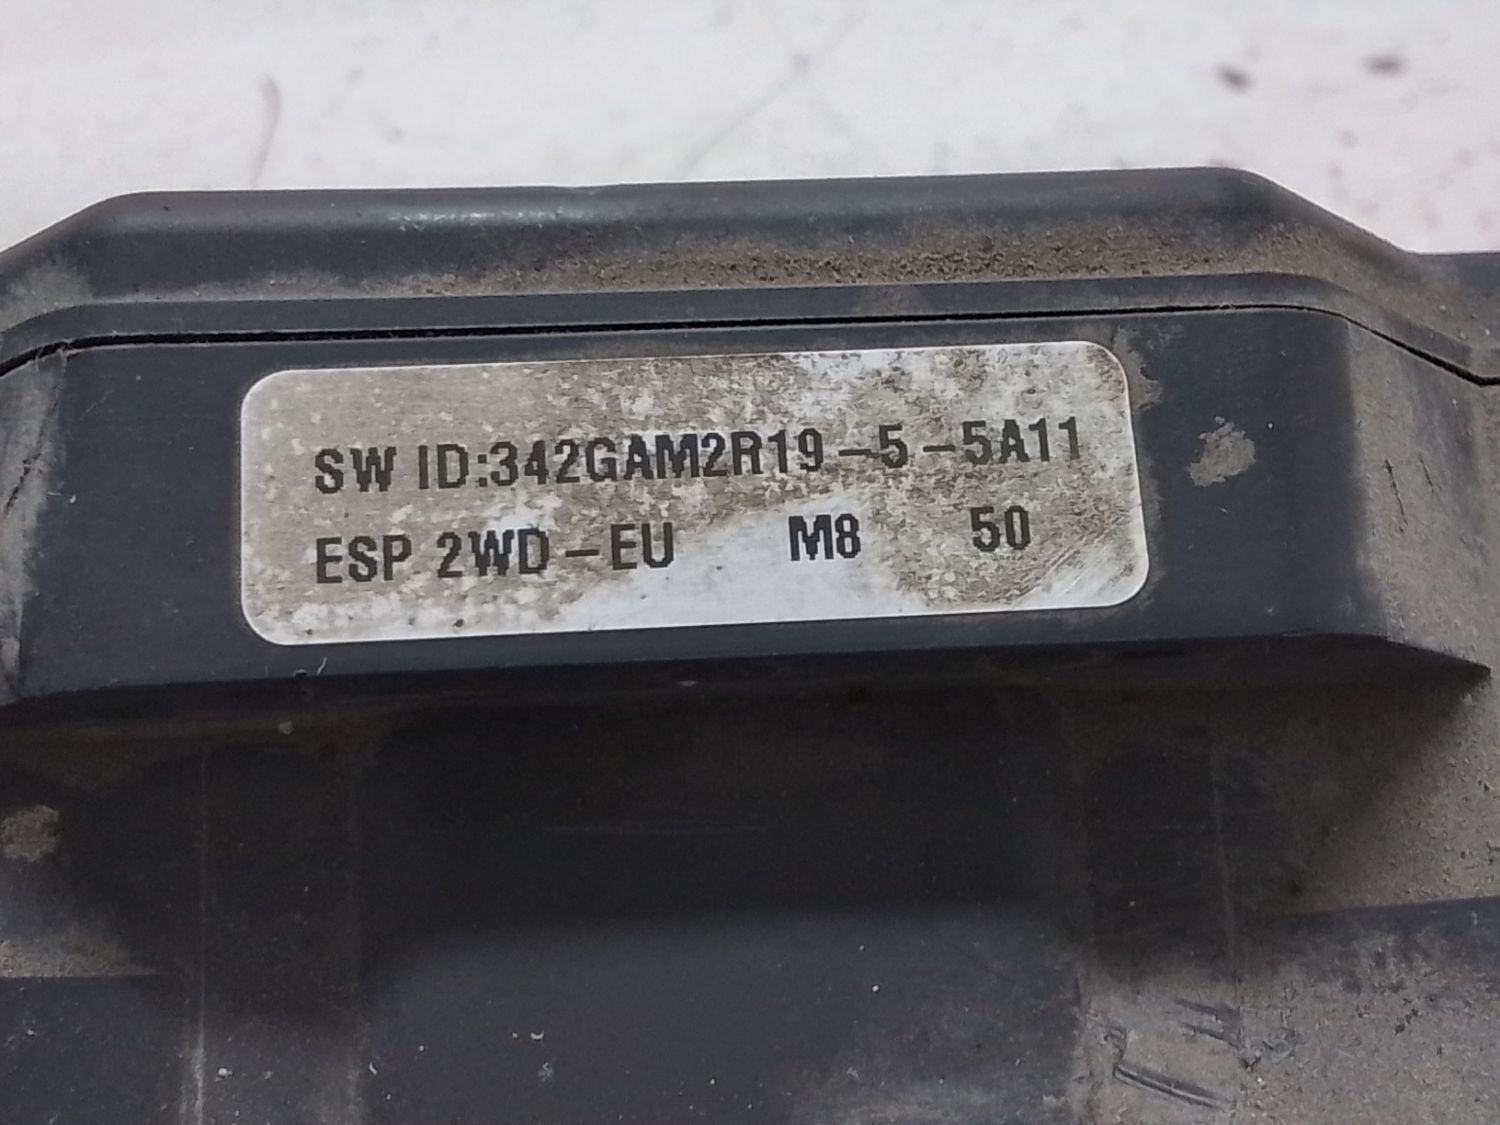 SW ID:342GAM2R19-5-5A11
ESP 2WD-EU M8 50